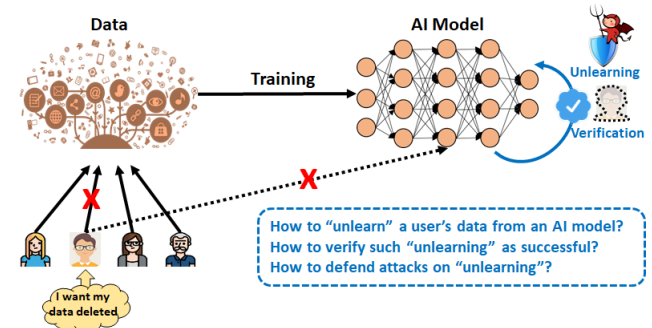 Data
AI Model
Training
Unlearning
Verification
X
X
How to “unlearn” a user’s data from an AI model?
How to verify such “unlearning” as successful?
How to defend attacks on “unlearning”?
I want my
data deleted